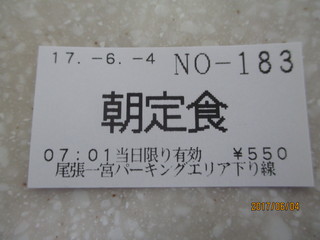 17.-6.-4 NO-183
朝定食
07:01当日限り有効 ¥550
尾張一宮パーキングエリア下り線
2017/06/04